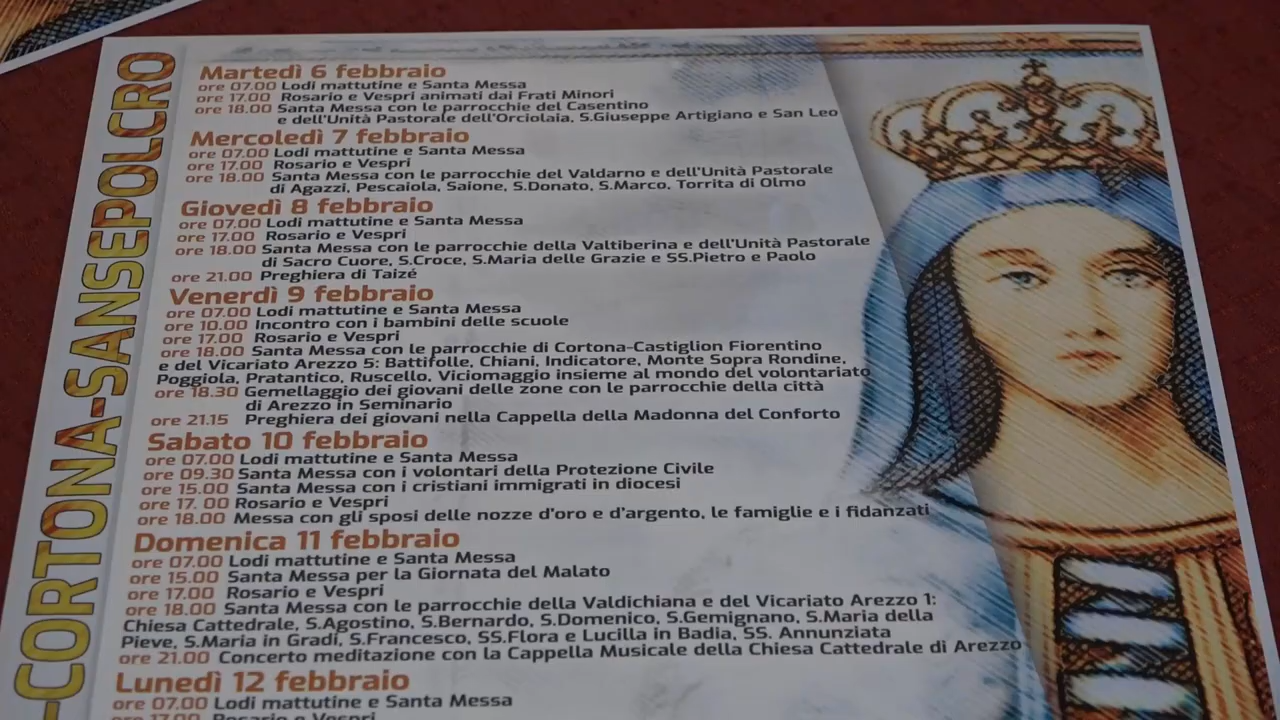 -CORTONA-SANSEPOLCRO
Martedì 6 febbraio
ore 07.00 Lodi mattutine e Santa Messa
ore 17.00 Rosario e Vespri animati dai Frati Minori
ore 18.00 Santa Messa con le parrocchie del Casentino
e dell'Unità Pastorale dell'Orciolaia, S.Giuseppe Artigiano e San Leo
Mercoledì 7 febbraio
ore 07.00 Lodi mattutine e Santa Messa
ore 17.00 Rosario e Vespri
ore 18.00 Santa Messa con le parrocchie del Valdarno e dell'Unità Pastorale
di Agazzi, Pescaiola, Saione, S.Donato, S.Marco, Torrita di Olmo
Giovedì 8 febbraio
ore 07.00 Lodi mattutine e Santa Messa
ore 17.00 Rosario e Vespri
ore 18.00 Santa Messa con le parrocchie della Valtiberina e dell'Unità Pastorale
di Sacro Cuore, S.Croce, S.Maria delle Grazie e SS.Pietro e Paolo
ore 21.00 Preghiera di Taizé
Venerdì 9 febbraio
ore 07.00 Lodi mattutine e Santa Messa
ore 10.00 Incontro con i bambini delle scuole
ore 17.00 Rosario e Vespri
ore 18.00 Santa Messa con le parrocchie di Cortona-Castiglion Fiorentino
e del Vicariato Arezzo 5: Battifolle, Chiani, Indicatore, Monte Sopra Rondine,
Poggiola, Pratantico, Ruscello, Viciomaggio insieme al mondo del volontariato
ore 18.30 Gemellaggio dei giovani delle zone con le parrocchie della città
di Arezzo in Seminario
ore 21.15 Preghiera dei giovani nella Cappella della Madonna del Conforto
Sabato 10 febbraio
ore 07.00 Lodi mattutine e Santa Messa
ore 09.30 Santa Messa con i volontari della Protezione Civile
ore 15.00 Santa Messa con i cristiani immigrati in diocesi
ore 17. 00 Rosario e Vespri
ore 18.00 Messa con gli sposi delle nozze d'oro e d'argento, le famiglie e i fidanzati
Domenica 11 febbraio
ore 07.00 Lodi mattutine e Santa Messa
ore 15.00 Santa Messa per la Giornata del Malato
ore 17.00 Rosario e Vespri
ore 18.00 Santa Messa con le parrocchie della Valdichiana e del Vicariato Arezzo 1:
Chiesa Cattedrale, S.Agostino, S.Bernardo, S.Domenico, S.Gemignano, S.Maria della
Pieve, S.Maria in Gradi, S.Francesco, SS.Flora e Lucilla in Badia, SS. Annunziata
ore 21.00 Concerto meditazione con la Cappella Musicale della Chiesa Cattedrale di Arezzo
Lunedì 12 febbraio
ore 07.00 Lodi mattutine e Santa Messa
ore 17.00 Rosario e Vespri